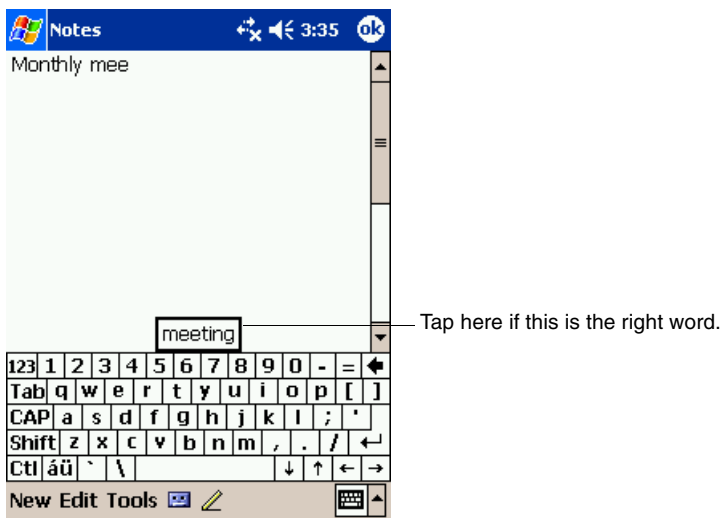 Notes 3:35 ok
Monthly mee
meeting
Tap here if this is the right word.
123 1 2 3 4 5 6 7 8 9 0 - = ←
Tab q w e r t y u i o p [ ]
CAP a s d f g h j k l ; '
Shift z x c v b n m , . / ↵
Ctl áü ` \ ↓ ↑ ← →
New Edit Tools